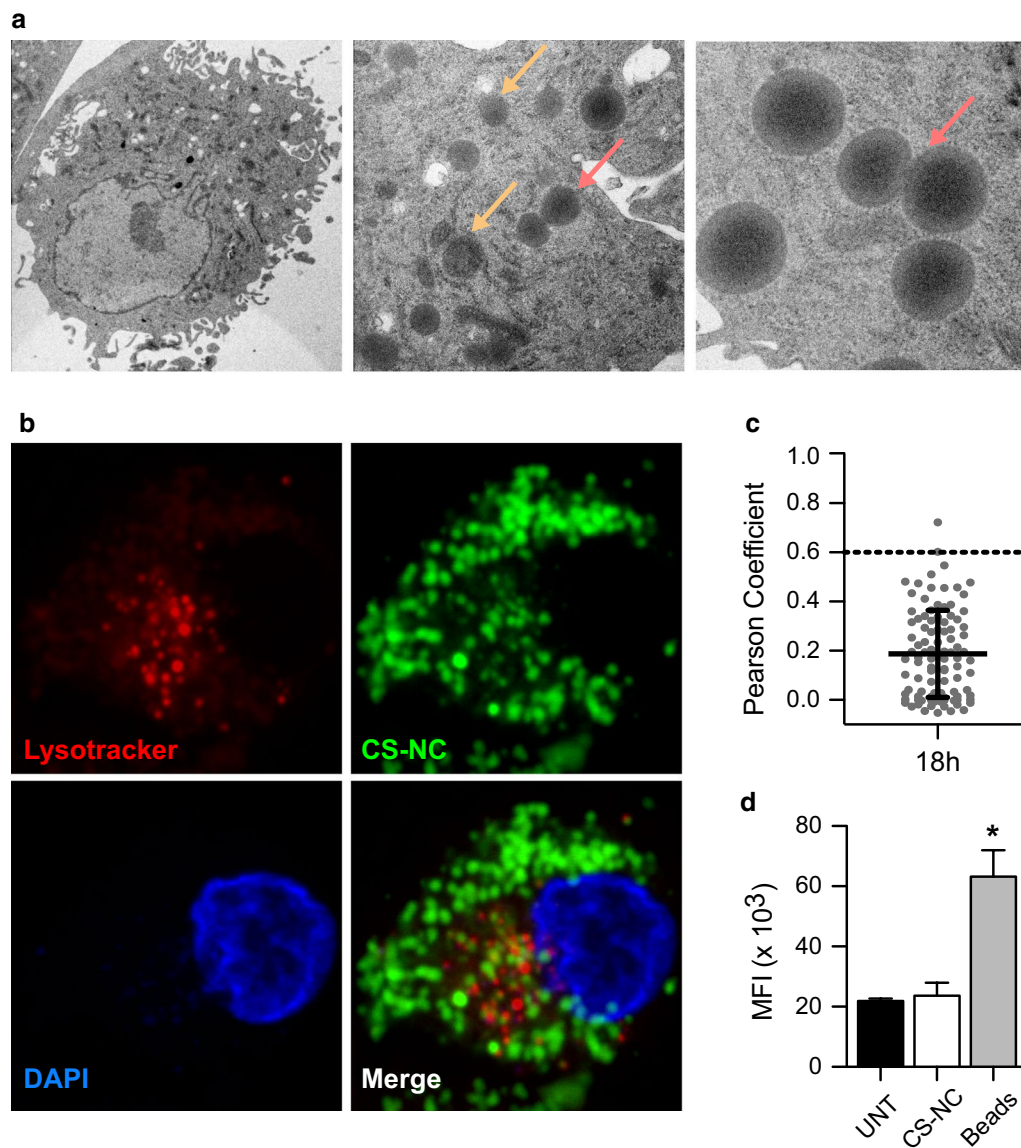 a
b
Lysotracker
CS-NC
DAPI
Merge
c
Pearson Coefficient
1.0
0.8
0.6
0.4
0.2
0.0
18h
d
MFI (x 10³)
80
60
40
20
0
*
UNT
CS-NC
Beads